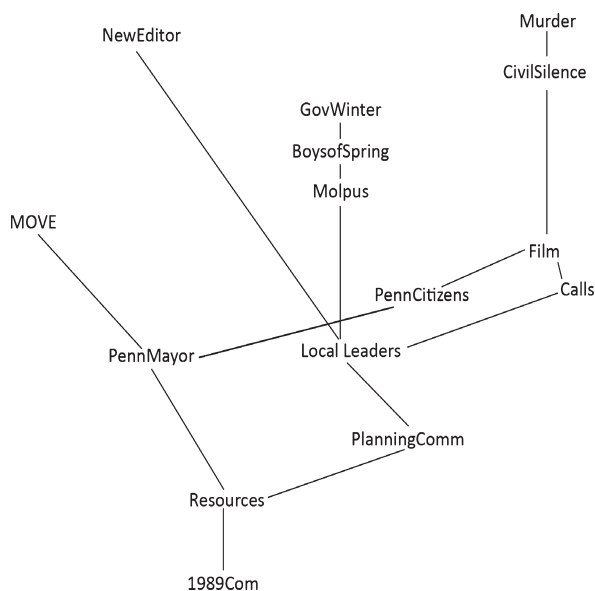 Murder
NewEditor
CivilSilence
GovWinter
BoysofSpring
Molpus
MOVE
Film
Calls
PennCitizens
Local Leaders
PennMayor
PlanningComm
Resources
1989Com